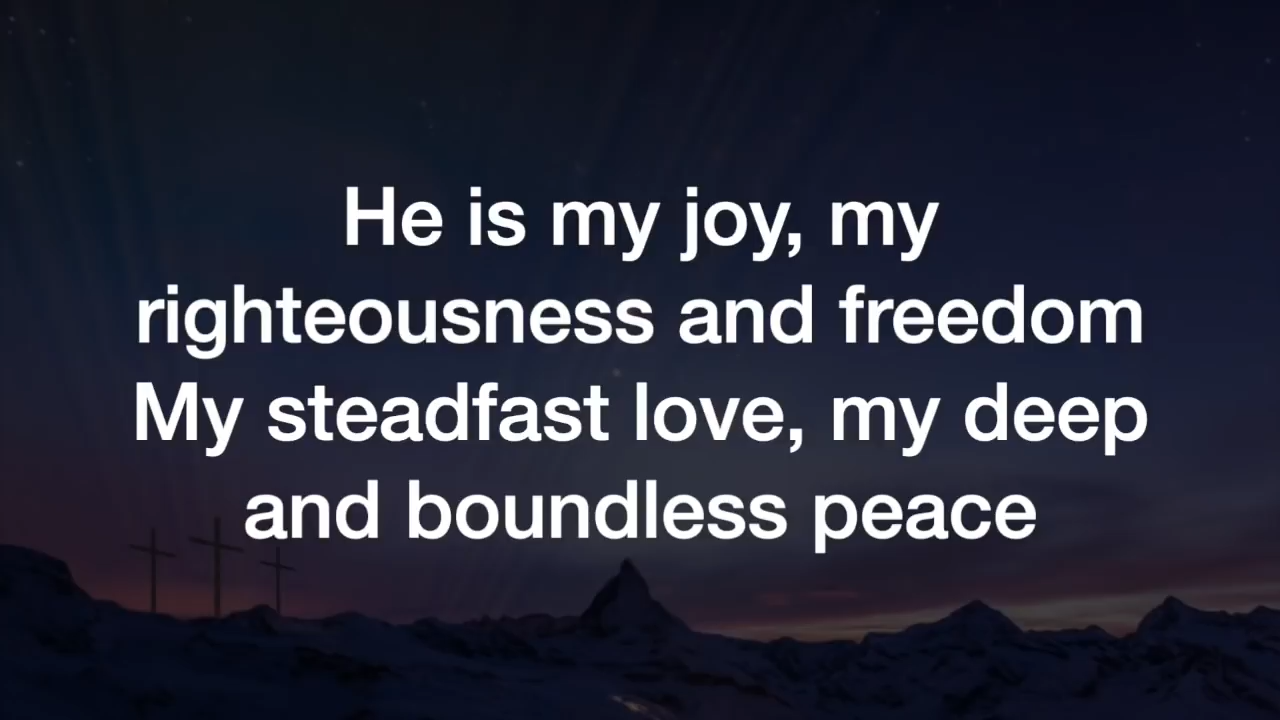 He is my joy, my
righteousness and freedom
My steadfast love, my deep
and boundless peace